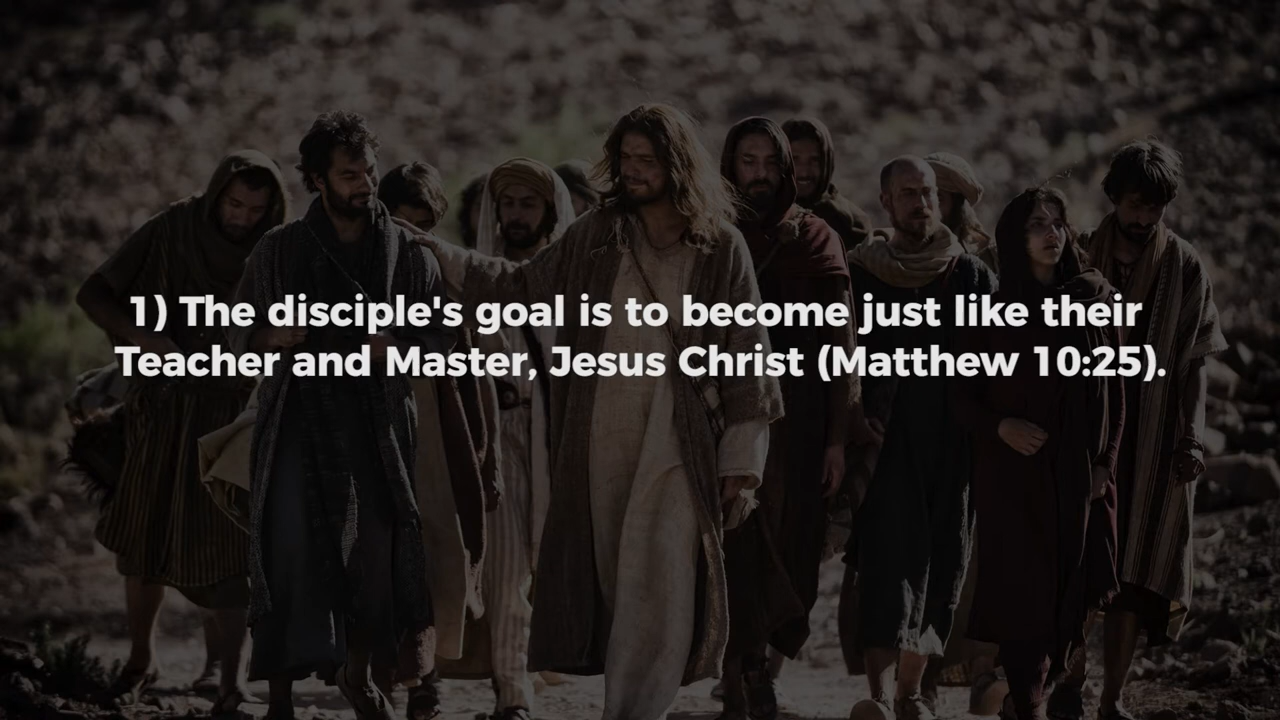 1) The disciple's goal is to become just like their
Teacher and Master, Jesus Christ (Matthew 10:25).